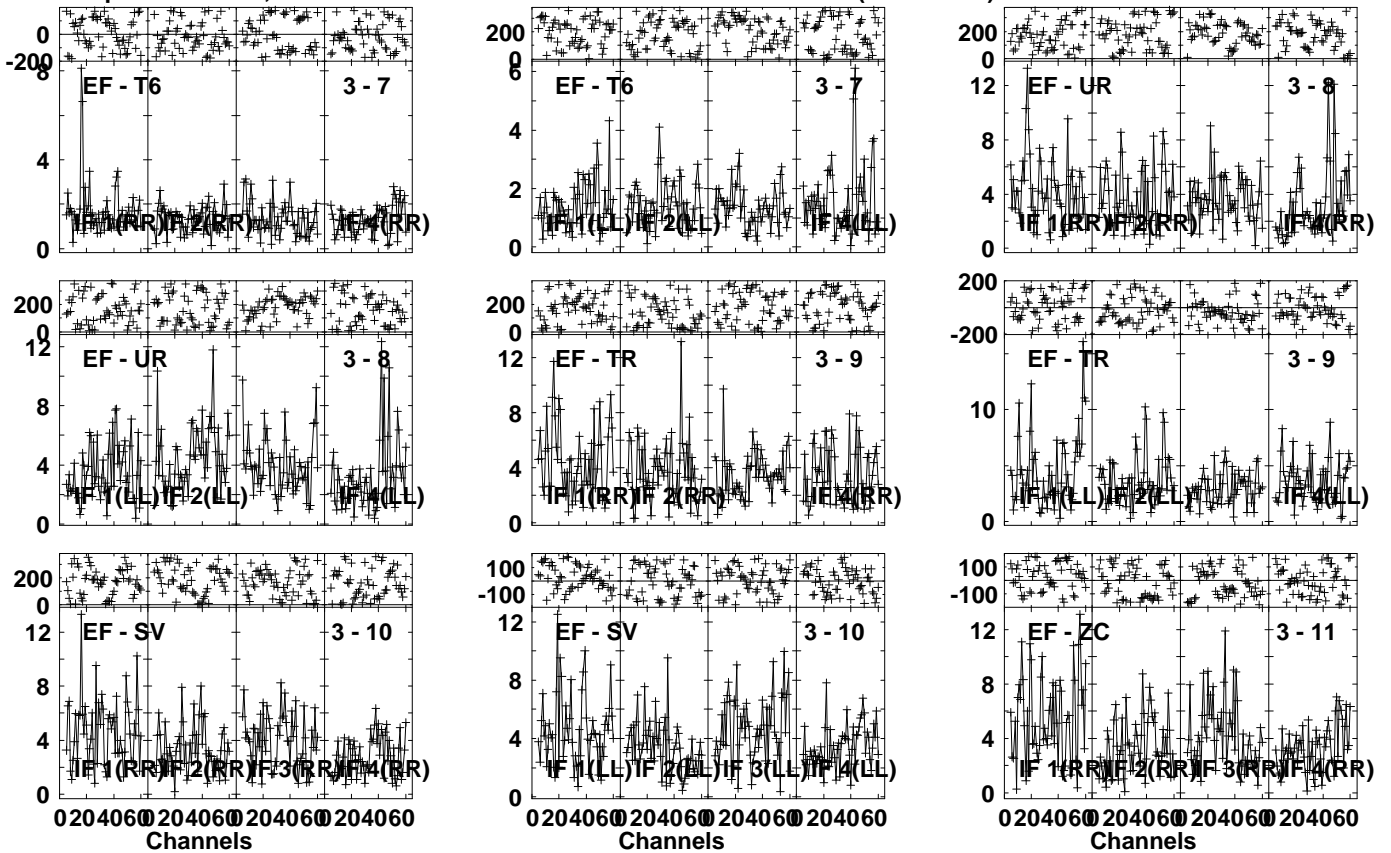 0
-200
8
4
0
EF - T6
3 - 7
IF 1(RR)
IF 2(RR)
IF 4(RR)
200
0
6
4
2
0
EF - T6
3 - 7
IF 1(LL)
IF 2(LL)
IF 4(LL)
200
0
12
8
4
0
EF - UR
3 - 8
IF 1(RR)
IF 2(RR)
IF 4(RR)
200
0
12
8
4
0
EF - UR
3 - 8
IF 1(LL)
IF 2(LL)
IF 4(LL)
200
0
12
8
4
0
EF - TR
3 - 9
IF 1(RR)
IF 2(RR)
IF 4(RR)
200
-200
10
0
EF - TR
3 - 9
IF 1(LL)
IF 2(LL)
IF 4(LL)
200
0
12
8
4
0
EF - SV
3 - 10
IF 1(RR)
IF 2(RR)
IF 3(RR)
IF 4(RR)
0 20 40 60 0 20 40 60 0 20 40 60 0 20 40 60
Channels
100
-100
12
8
4
0
EF - SV
3 - 10
IF 1(LL)
IF 2(LL)
IF 3(LL)
IF 4(LL)
0 20 40 60 0 20 40 60 0 20 40 60 0 20 40 60
Channels
100
-100
12
8
4
0
EF - ZC
3 - 11
IF 1(RR)
IF 2(RR)
IF 3(RR)
IF 4(RR)
0 20 40 60 0 20 40 60 0 20 40 60 0 20 40 60
Channels